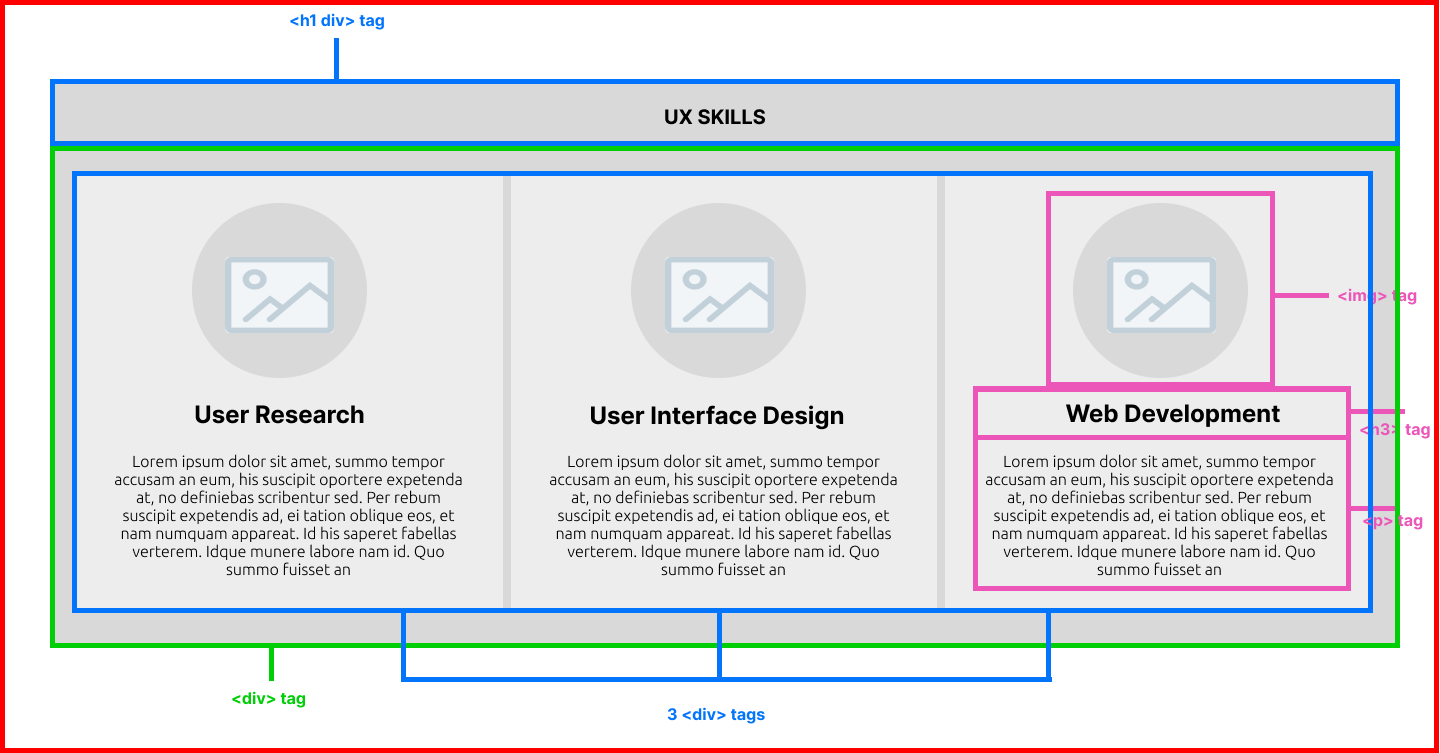 <h1 div> tag
UX SKILLS
<img> tag
User Research
User Interface Design
Web Development
<h3> tag
Lorem ipsum dolor sit amet, summo tempor
accusam an eum, his suscipit oportere expetenda
at, no definiebas scribentur sed. Per rebum
suscipit expetendis ad, ei tation oblique eos, et
nam numquam appareat. Id his saperet fabellas
verterem. Idque munere labore nam id. Quo
summo fuisset an
Lorem ipsum dolor sit amet, summo tempor
accusam an eum, his suscipit oportere expetenda
at, no definiebas scribentur sed. Per rebum
suscipit expetendis ad, ei tation oblique eos, et
nam numquam appareat. Id his saperet fabellas
verterem. Idque munere labore nam id. Quo
summo fuisset an
Lorem ipsum dolor sit amet, summo tempor
accusam an eum, his suscipit oportere expetenda
at, no definiebas scribentur sed. Per rebum
suscipit expetendis ad, ei tation oblique eos, et
nam numquam appareat. Id his saperet fabellas
verterem. Idque munere labore nam id. Quo
summo fuisset an
<p> tag
<div> tag
3 <div> tags